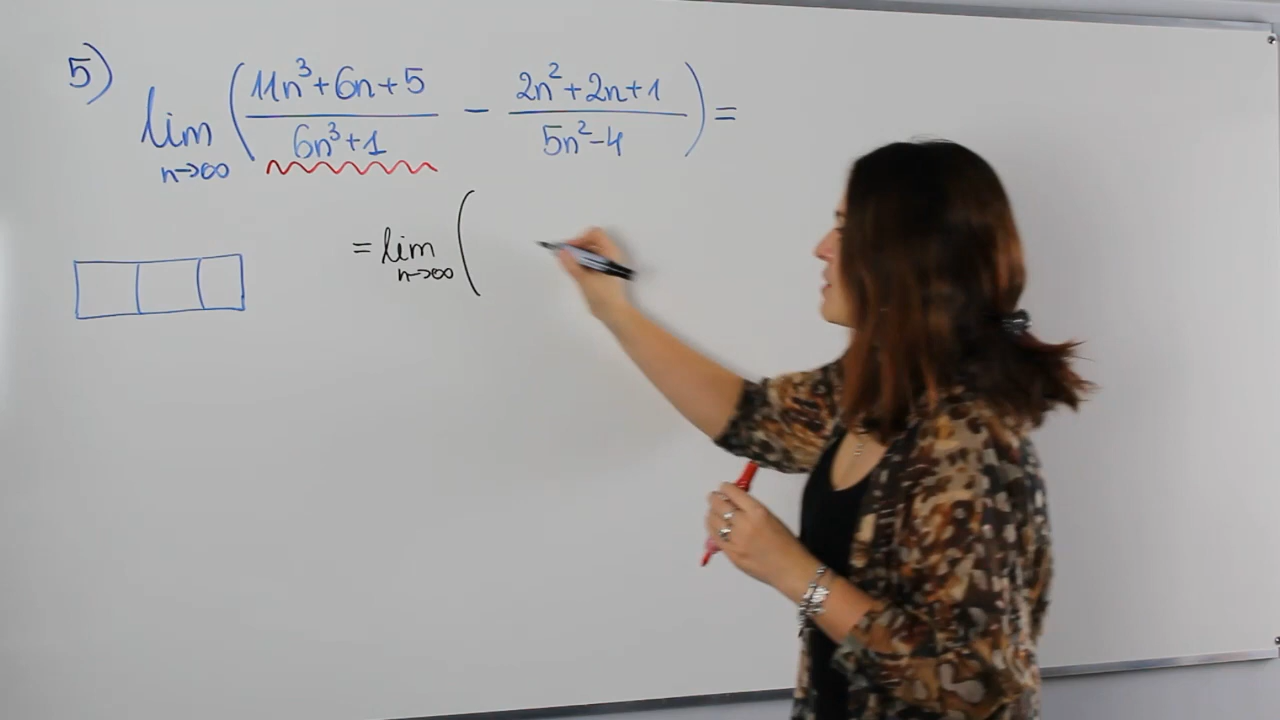 5) lim n→∞ ( (11n³+6n+5)/(6n³+1) − (2n²+2n+1)/(5n²−4) ) =
= lim n→∞ (